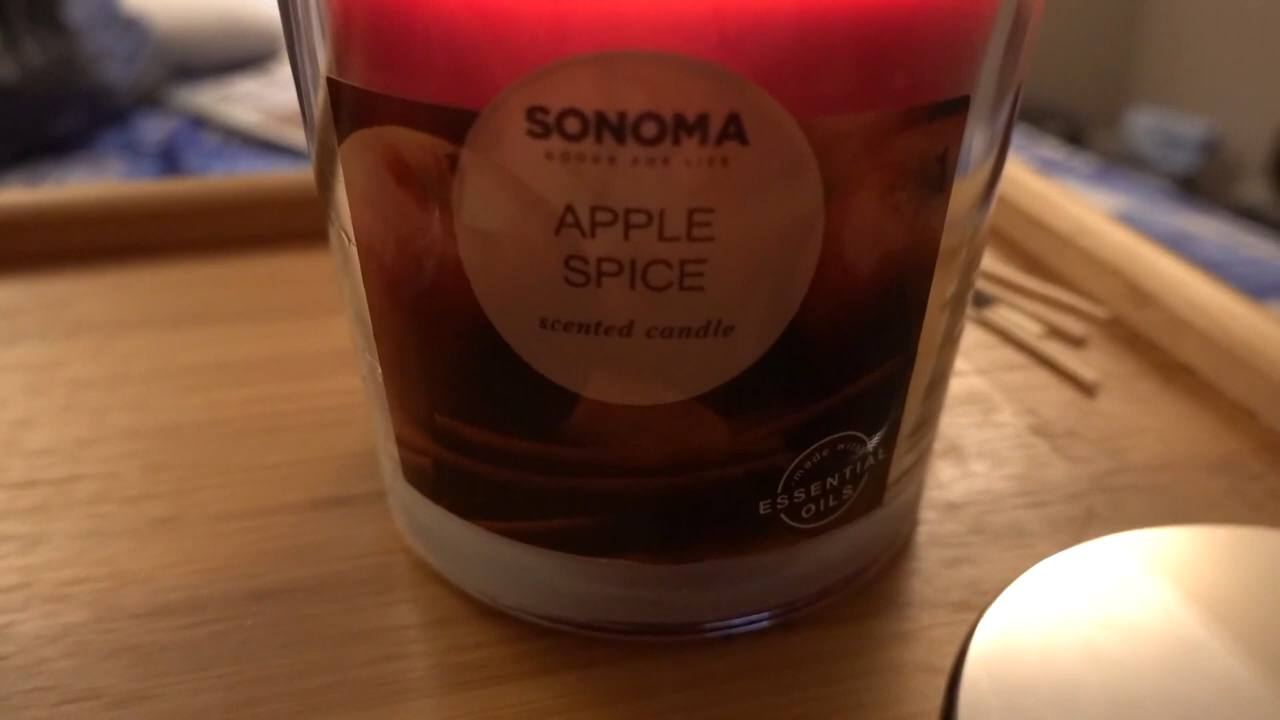 SONOMA
GOODS FOR LIFE
APPLE
SPICE
scented candle
made with
ESSENTIAL
OILS